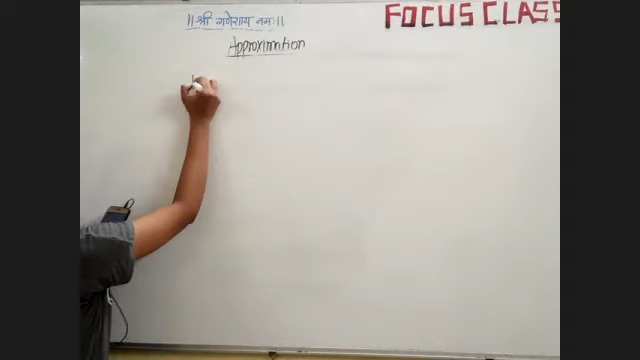 ॥ श्री गणेशाय नमः ॥
FOCUS CLASS
Approximation